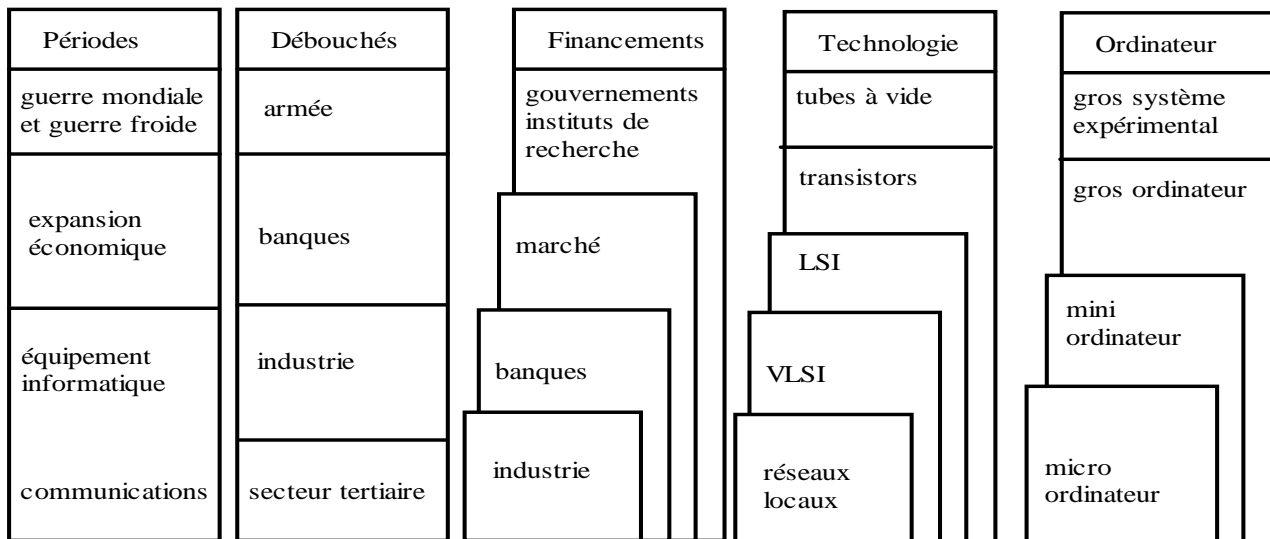 Périodes
guerre mondiale
et guerre froide
expansion
économique
équipement
informatique
communications
Débouchés
armée
banques
industrie
secteur tertiaire
Financements
gouvernements
instituts de
recherche
marché
banques
industrie
Technologie
tubes à vide
transistors
LSI
VLSI
réseaux
locaux
Ordinateur
gros système
expérimental
gros ordinateur
mini
ordinateur
micro
ordinateur